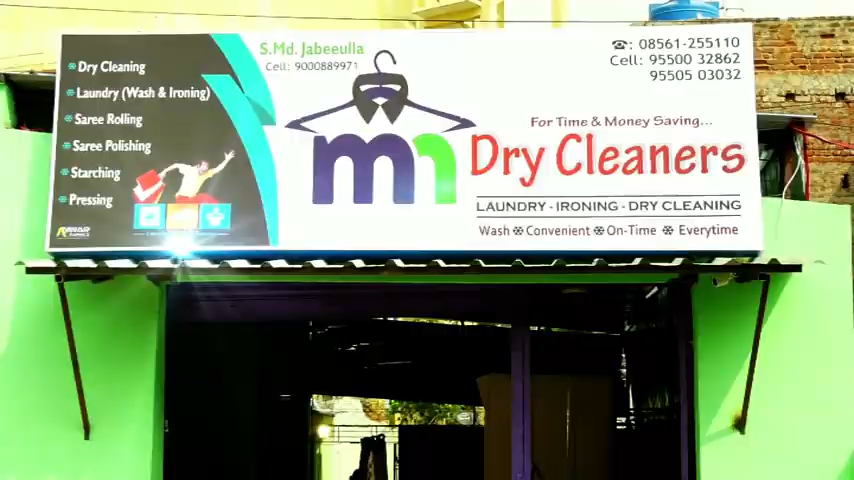 Dry Cleaning
Laundry (Wash & Ironing)
Saree Rolling
Saree Polishing
Starching
Pressing
S.Md. Jabeeulla
Cell: 9000889971
mn
☎: 08561-255110
Cell: 95500 32862
95505 03032
For Time & Money Saving...
Dry Cleaners
LAUNDRY - IRONING - DRY CLEANING
Wash ❊ Convenient ❊ On-Time ❊ Everytime